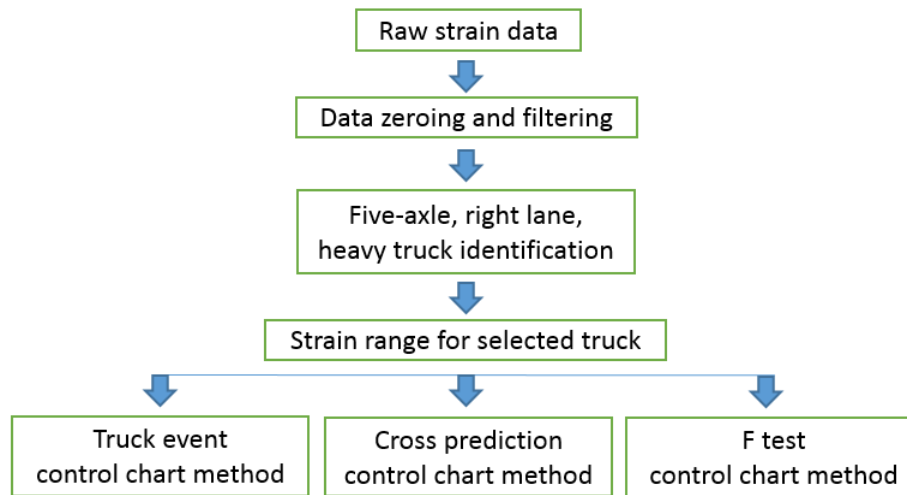 Raw strain data
Data zeroing and filtering
Five-axle, right lane,
heavy truck identification
Strain range for selected truck
Truck event
control chart method
Cross prediction
control chart method
F test
control chart method